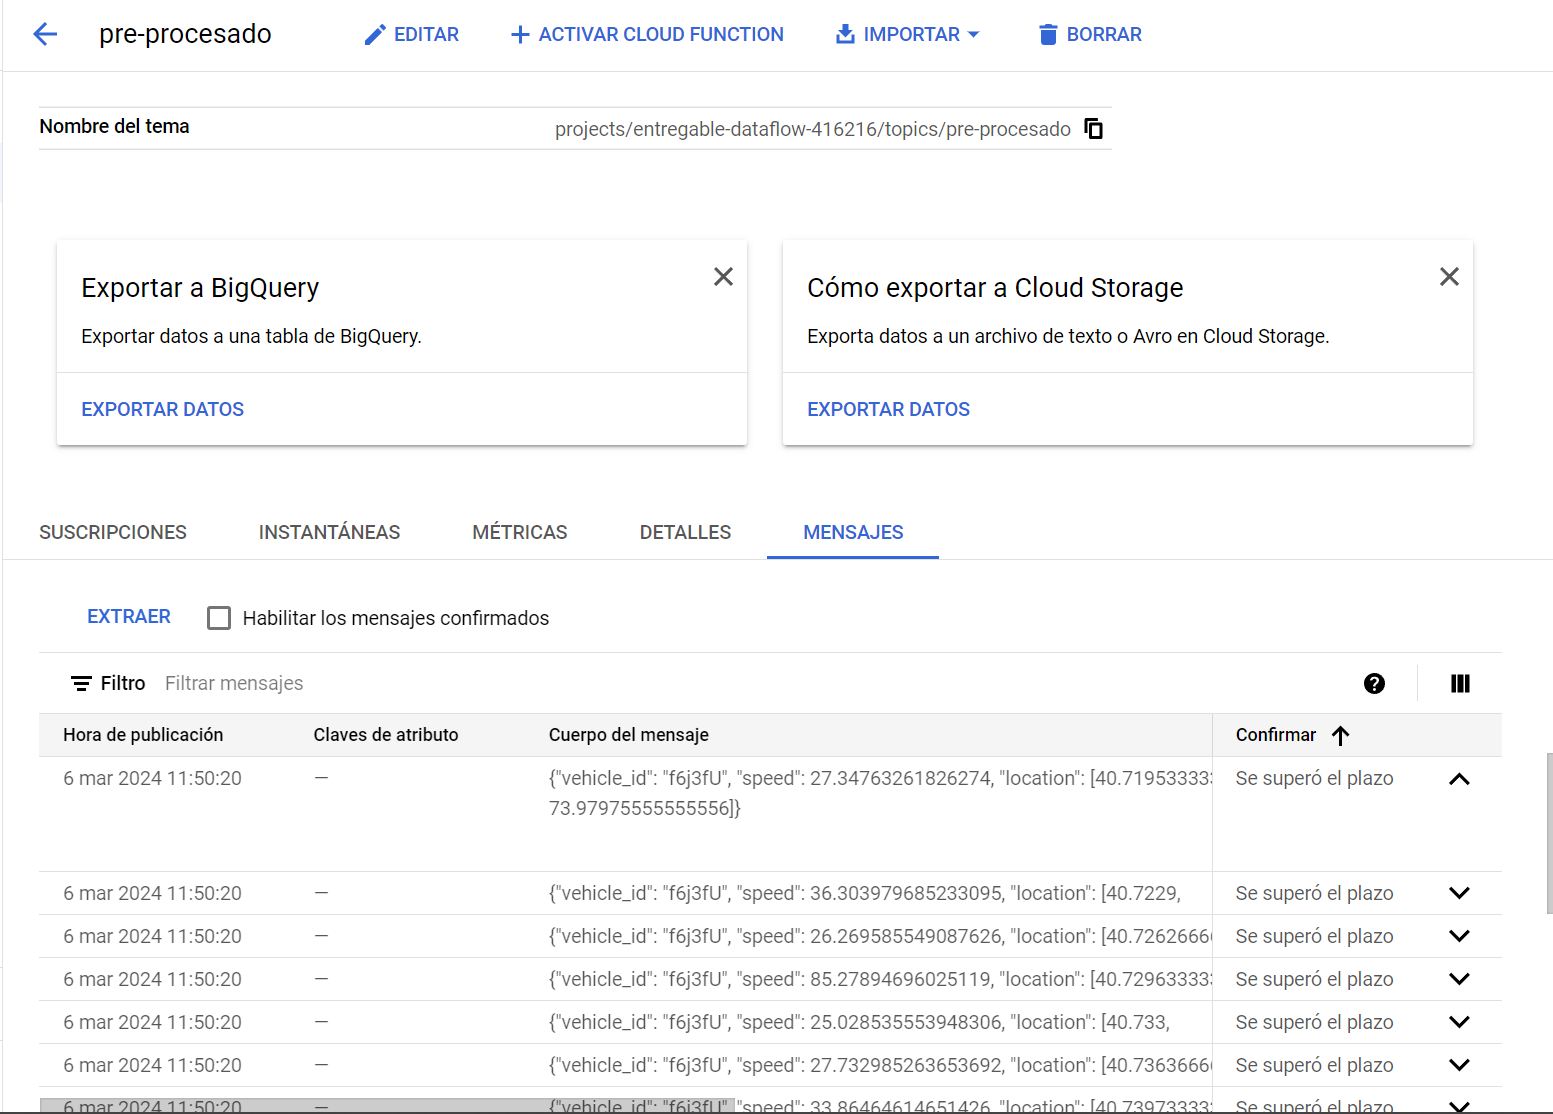 pre-procesado
EDITAR
ACTIVAR CLOUD FUNCTION
IMPORTAR
BORRAR
Nombre del tema
projects/entregable-dataflow-416216/topics/pre-procesado
Exportar a BigQuery
Exportar datos a una tabla de BigQuery.
EXPORTAR DATOS
Cómo exportar a Cloud Storage
Exporta datos a un archivo de texto o Avro en Cloud Storage.
EXPORTAR DATOS
SUSCRIPCIONES
INSTANTÁNEAS
MÉTRICAS
DETALLES
MENSAJES
EXTRAER
Habilitar los mensajes confirmados
Filtro Filtrar mensajes
Hora de publicación Claves de atributo Cuerpo del mensaje Confirmar
6 mar 2024 11:50:20 — {"vehicle_id": "f6j3fU", "speed": 27.34763261826274, "location": [40.719533333 Se superó el plazo
73.97975555555556]}
6 mar 2024 11:50:20 — {"vehicle_id": "f6j3fU", "speed": 36.303979685233095, "location": [40.7229, Se superó el plazo
6 mar 2024 11:50:20 — {"vehicle_id": "f6j3fU", "speed": 26.269585549087626, "location": [40.7262666 Se superó el plazo
6 mar 2024 11:50:20 — {"vehicle_id": "f6j3fU", "speed": 85.27894696025119, "location": [40.729633333 Se superó el plazo
6 mar 2024 11:50:20 — {"vehicle_id": "f6j3fU", "speed": 25.028535553948306, "location": [40.733, Se superó el plazo
6 mar 2024 11:50:20 — {"vehicle_id": "f6j3fU", "speed": 27.732985263653692, "location": [40.7363666 Se superó el plazo
6 mar 2024 11:50:20 — {"vehicle_id": "f6j3fU", "speed": 33.86464614651426, "location": [40.739733333 Se superó el plazo